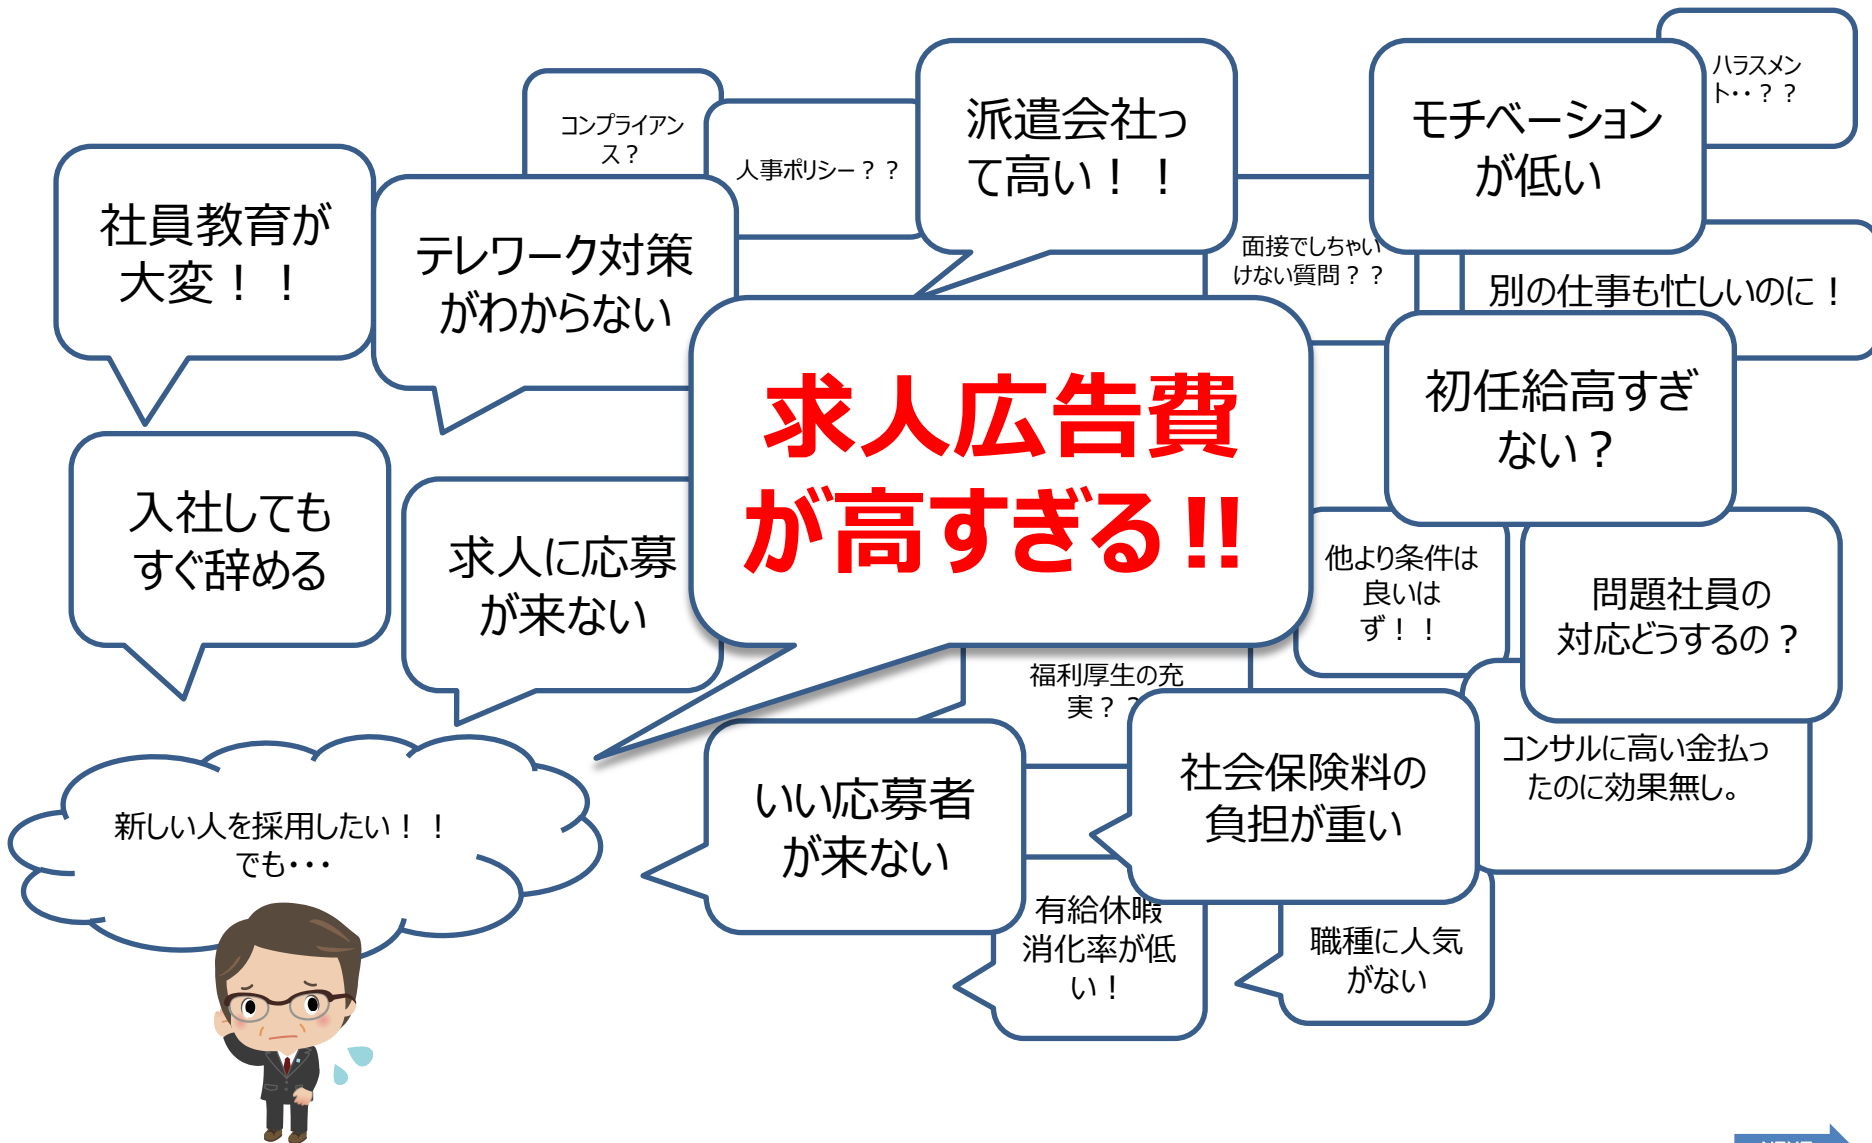 ハラスメン
ト・・？？
コンプライアン
ス？
人事ポリシー？？
派遣会社っ
て高い！！
モチベーション
が低い
社員教育が
大変！！
テレワーク対策
がわからない
面接でしちゃい
けない質問？？
別の仕事も忙しいのに！
求人広告費
が高すぎる!!
初任給高すぎ
ない？
入社しても
すぐ辞める
求人に応募
が来ない
他より条件は
良いは
ず！！
問題社員の
対応どうするの？
福利厚生の充
実？？
コンサルに高い金払っ
たのに効果無し。
社会保険料の
負担が重い
いい応募者
が来ない
新しい人を採用したい！！
でも・・・
有給休暇
消化率が低
い！
職種に人気
がない